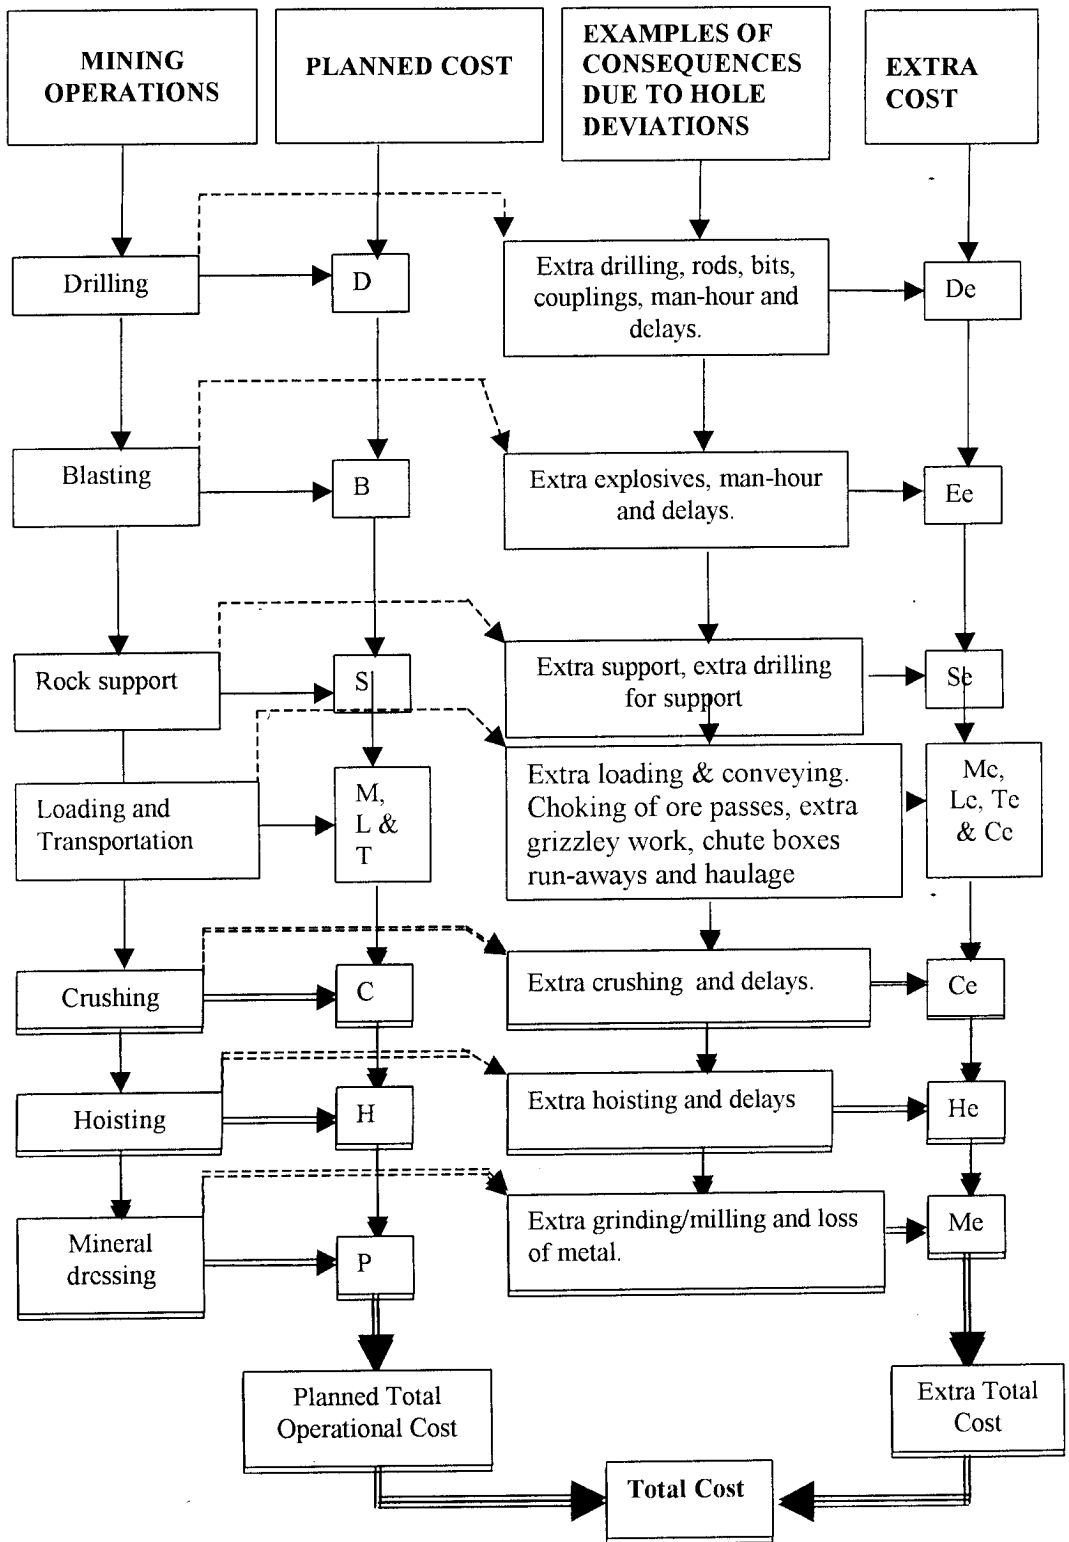 MINING
OPERATIONS
PLANNED COST
EXAMPLES OF
CONSEQUENCES
DUE TO HOLE
DEVIATIONS
EXTRA
COST
Drilling
D
Extra drilling, rods, bits,
couplings, man-hour and
delays.
De
Blasting
B
Extra explosives, man-hour
and delays.
Ee
Rock support
S
Extra support, extra drilling
for support
Se
Loading and
Transportation
M,
L &
T
Extra loading & conveying.
Choking of ore passes, extra
grizzley work, chute boxes
run-aways and haulage
Me,
Le, Te
& Ce
Crushing
C
Extra crushing and delays.
Ce
Hoisting
H
Extra hoisting and delays
He
Mineral
dressing
P
Extra grinding/milling and loss
of metal.
Me
Planned Total
Operational Cost
Extra Total
Cost
Total Cost